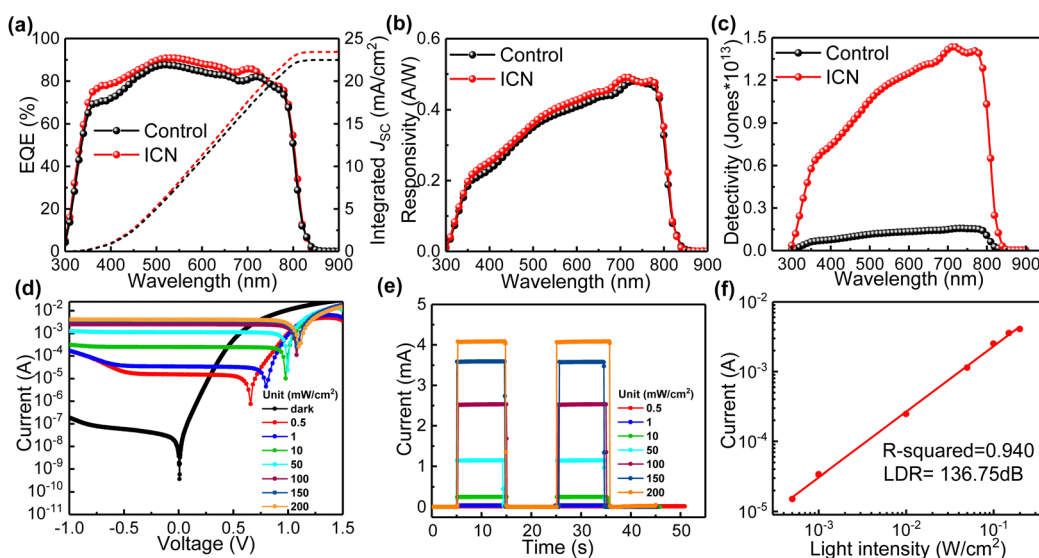 (a)
100
90
80
70
60
50
40
30
20
10
0
EQE (%)
Control
ICN
25
20
15
10
5
0
Integrated JSC (mA/cm²)
300 400 500 600 700 800 900
Wavelength (nm)
(b)
0.6
0.4
0.2
0.0
Responsivity (A/W)
Control
ICN
300 400 500 600 700 800 900
Wavelength (nm)
(c)
1.5
1.2
0.9
0.6
0.3
0.0
Detectivity (Jones*10¹³)
Control
ICN
300 400 500 600 700 800 900
Wavelength (nm)
(d)
10⁻²
10⁻³
10⁻⁴
10⁻⁵
10⁻⁶
10⁻⁷
10⁻⁸
10⁻⁹
10⁻¹⁰
10⁻¹¹
Current (A)
Unit (mW/cm²)
dark
0.5
1
10
50
100
150
200
-1.0 -0.5 0.0 0.5 1.0 1.5
Voltage (V)
(e)
5
4
3
2
1
0
Current (mA)
Unit (mW/cm²)
0.5
1
10
50
100
150
200
0 10 20 30 40 50
Time (s)
(f)
10⁻²
10⁻³
10⁻⁴
10⁻⁵
Current (A)
R-squared=0.940
LDR= 136.75dB
10⁻³ 10⁻² 10⁻¹
Light intensity (W/cm²)